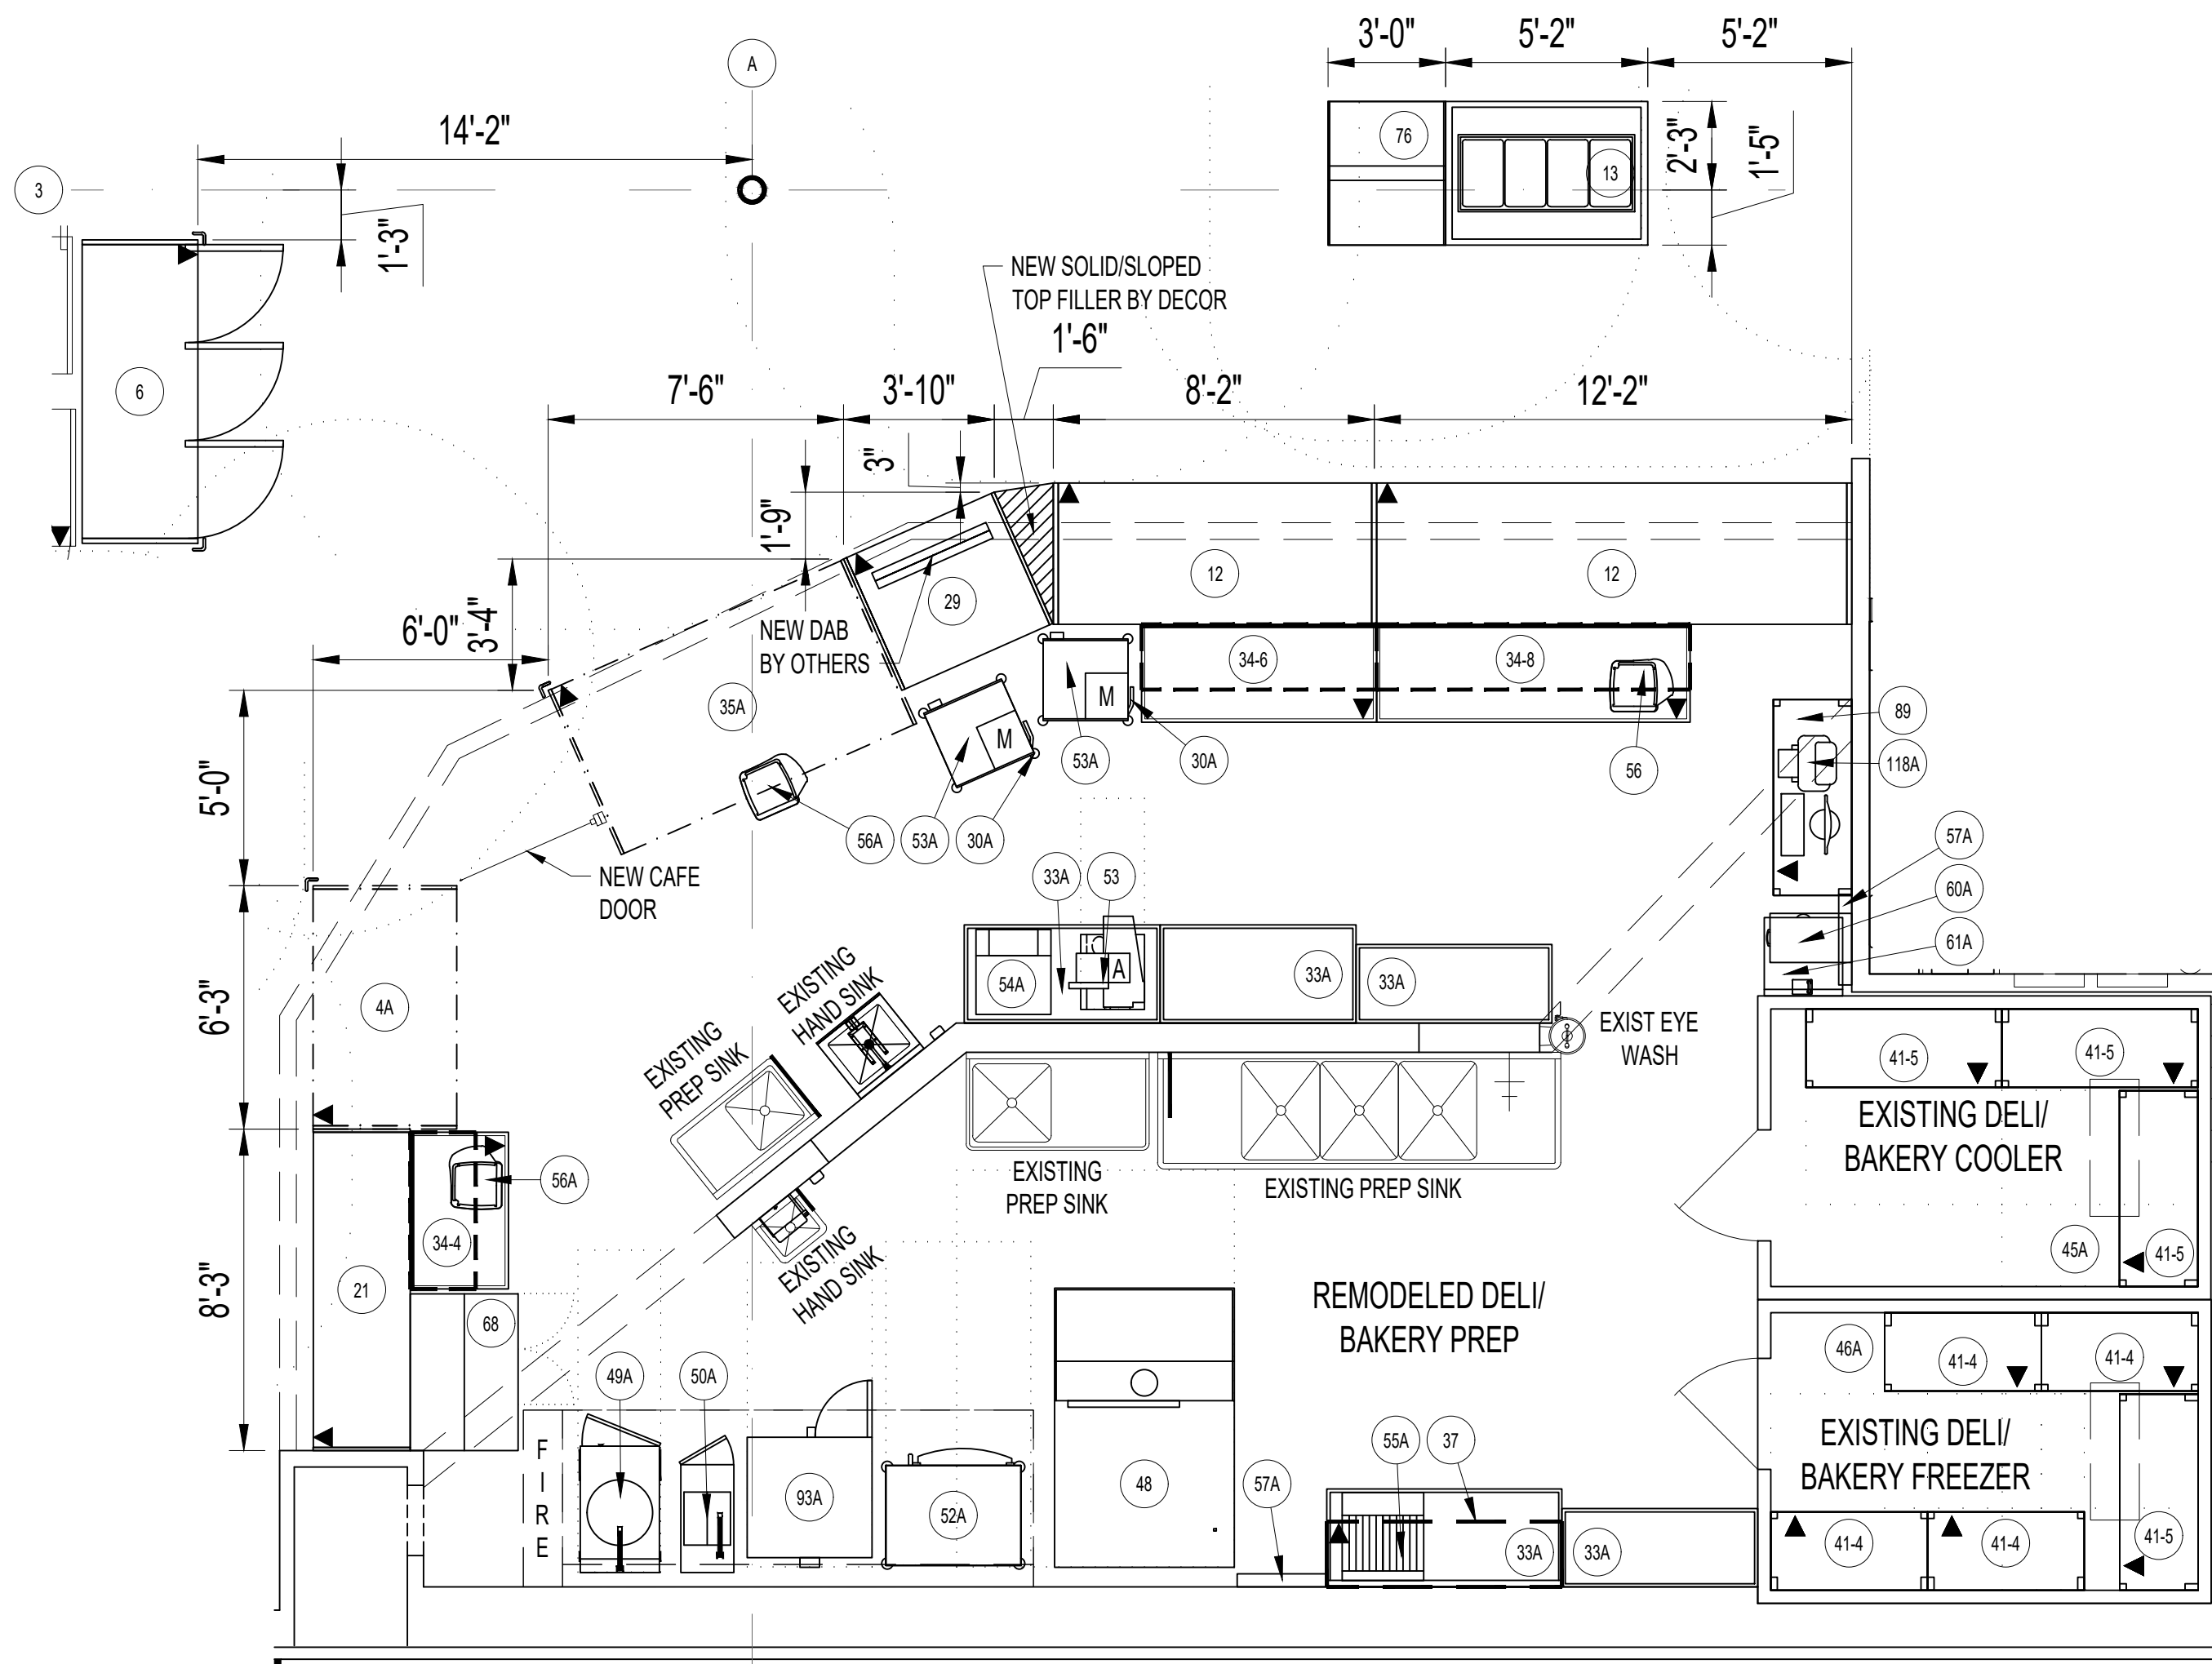 3'-0"
5'-2"
5'-2"
A
14'-2"
3
1'-3"
76
13
2'-3"
1'-5"
NEW SOLID/SLOPED
TOP FILLER BY DECOR
1'-6"
6
7'-6"
3'-10"
8'-2"
12'-2"
3"
1'-9"
3'-4"
6'-0"
29
12
12
NEW DAB
BY OTHERS
35A
34-6
34-8
M
M
53A
30A
56
89
118A
5'-0"
56A
53A
30A
57A
60A
61A
NEW CAFE
DOOR
33A
53
54A
A
33A
33A
6'-3"
4A
EXISTING
HAND SINK
EXISTING
PREP SINK
EXIST EYE
WASH
41-5
41-5
EXISTING DELI/
BAKERY COOLER
45A
41-5
EXISTING
PREP SINK
EXISTING PREP SINK
56A
34-4
EXISTING
HAND SINK
8'-3"
21
68
REMODELED DELI/
BAKERY PREP
46A
41-4
41-4
EXISTING DELI/
BAKERY FREEZER
49A
50A
F
I
R
E
93A
52A
48
57A
55A
37
33A
33A
41-4
41-4
41-5